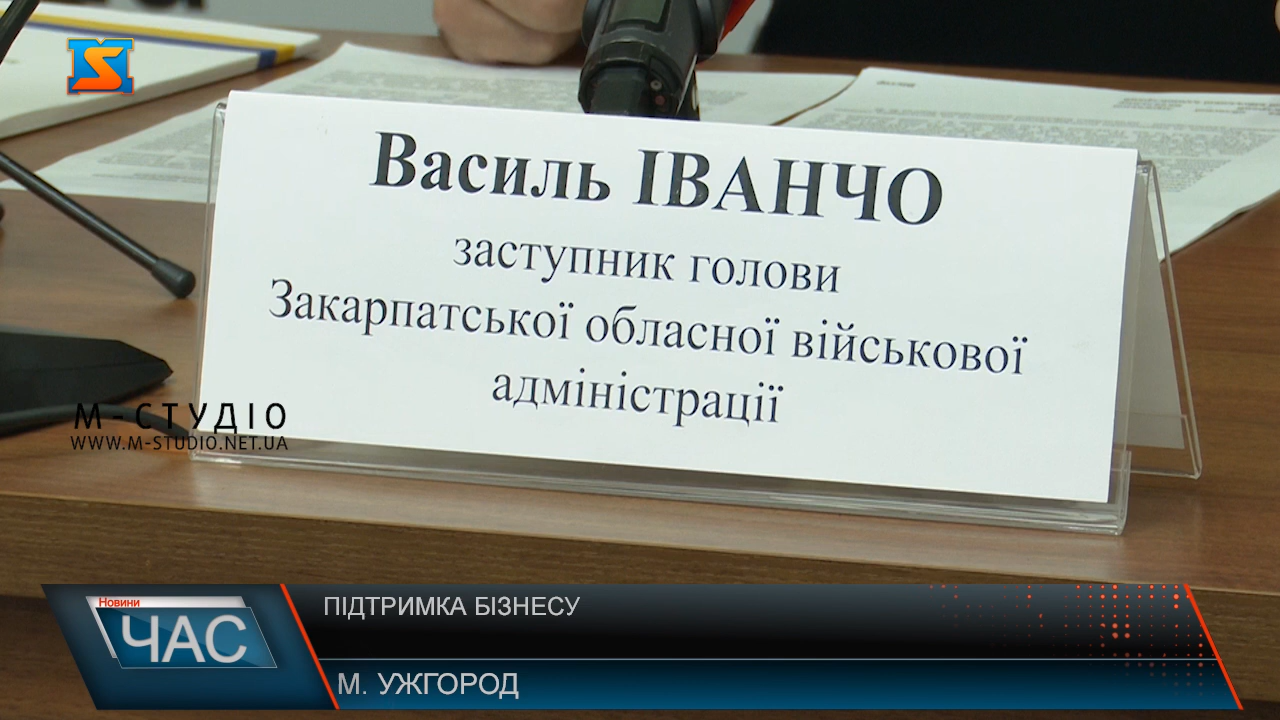 Василь ІВАНЧО
заступник голови
Закарпатської обласної військової
адміністрації
М-СТУДІО
WWW.M-STUDIO.NET.UA
Новини
ЧАС
ПІДТРИМКА БІЗНЕСУ
М. УЖГОРОД